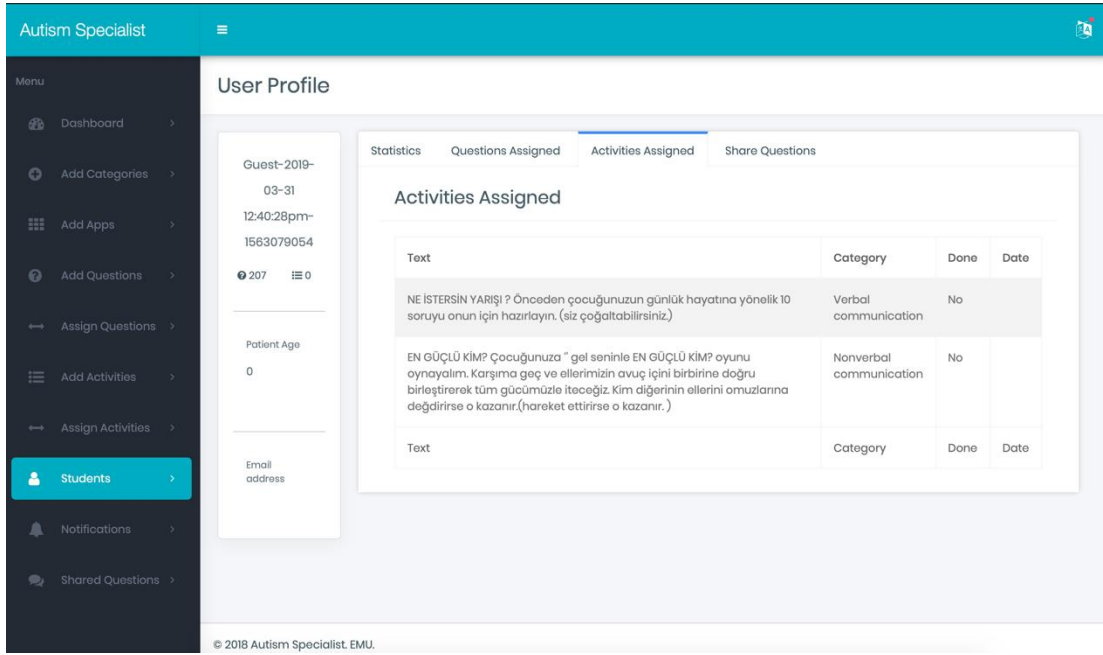 Autism Specialist
Menu
Dashboard
Add Categories
Add Apps
Add Questions
Assign Questions
Add Activities
Assign Activities
Students
Notifications
Shared Questions
User Profile
Guest-2019-
03-31
12:40:28pm-
1563079054
207 0
Patient Age
0
Email
address
Statistics Questions Assigned Activities Assigned Share Questions
Activities Assigned
Text Category Done Date
NE İSTERSİN YARIŞI ? Önceden çocuğunuzun günlük hayatına yönelik 10
soruyu onun için hazırlayın. (siz çoğaltabilirsiniz.)
Verbal
communication
No
EN GÜÇLÜ KİM? Çocuğunuza " gel seninle EN GÜÇLÜ KİM? oyunu
oynayalım. Karşıma geç ve ellerimizin avuç içini birbirine doğru
birleştirerek tüm gücümüzle iteceğiz. Kim diğerinin ellerini omuzlarına
değdirirse o kazanır.(hareket ettirirse o kazanır. )
Nonverbal
communication
No
Text Category Done Date
© 2018 Autism Specialist. EMU.